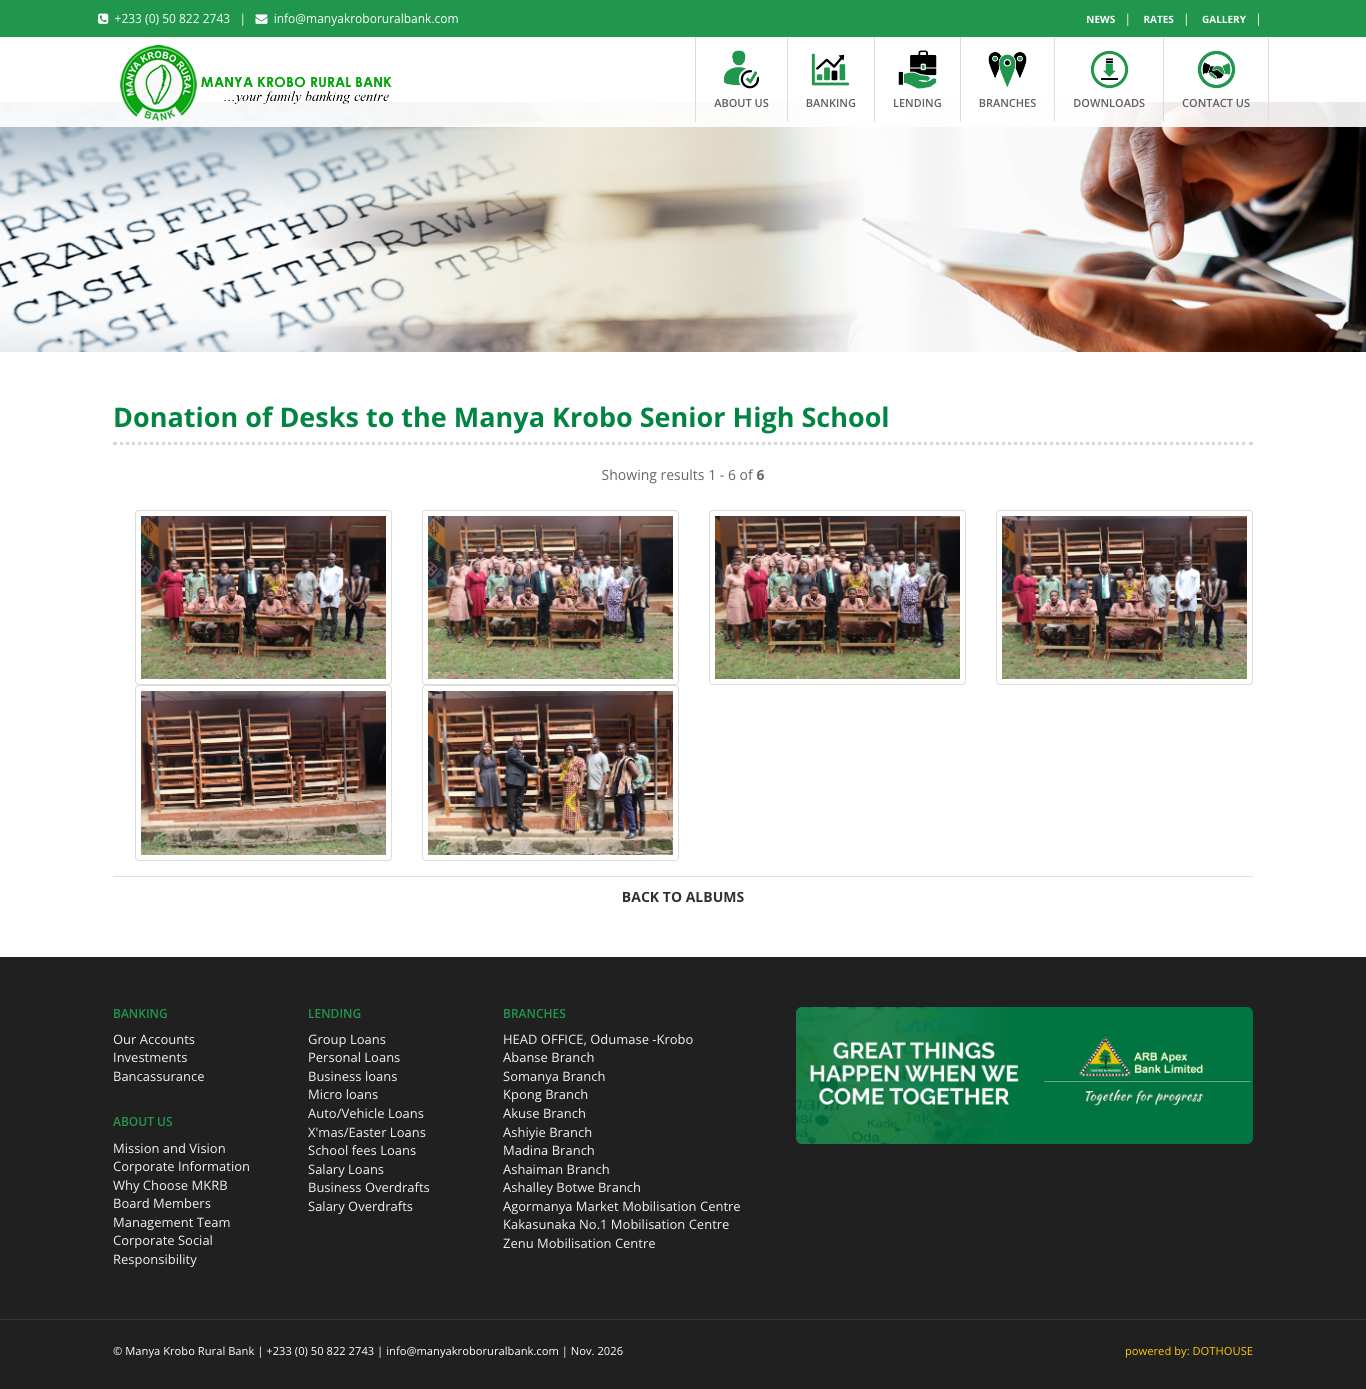 +233 (0) 50 822 2743 | info@manyakroboruralbank.com
NEWS | RATES | GALLERY |
MANYA KROBO RURAL
BANK
MANYA KROBO RURAL BANK
...your family banking centre
ABOUT US
BANKING
LENDING
BRANCHES
DOWNLOADS
CONTACT US
TRANSFER DEBIT
CASH WITHDRAWAL
CASH WITHDRAWAL
AUTO TRAN
Donation of Desks to the Manya Krobo Senior High School
Showing results 1 - 6 of 6
BACK TO ALBUMS
BANKING
Our Accounts
Investments
Bancassurance
ABOUT US
Mission and Vision
Corporate Information
Why Choose MKRB
Board Members
Management Team
Corporate Social
Responsibility
LENDING
Group Loans
Personal Loans
Business loans
Micro loans
Auto/Vehicle Loans
X'mas/Easter Loans
School fees Loans
Salary Loans
Business Overdrafts
Salary Overdrafts
BRANCHES
HEAD OFFICE, Odumase -Krobo
Abanse Branch
Somanya Branch
Kpong Branch
Akuse Branch
Ashiyie Branch
Madina Branch
Ashaiman Branch
Ashalley Botwe Branch
Agormanya Market Mobilisation Centre
Kakasunaka No.1 Mobilisation Centre
Zenu Mobilisation Centre
GREAT THINGS
HAPPEN WHEN WE
COME TOGETHER
ARB Apex
Bank Limited
Together for progress
Oda
© Manya Krobo Rural Bank | +233 (0) 50 822 2743 | info@manyakroboruralbank.com | Nov. 2026
powered by: DOTHOUSE